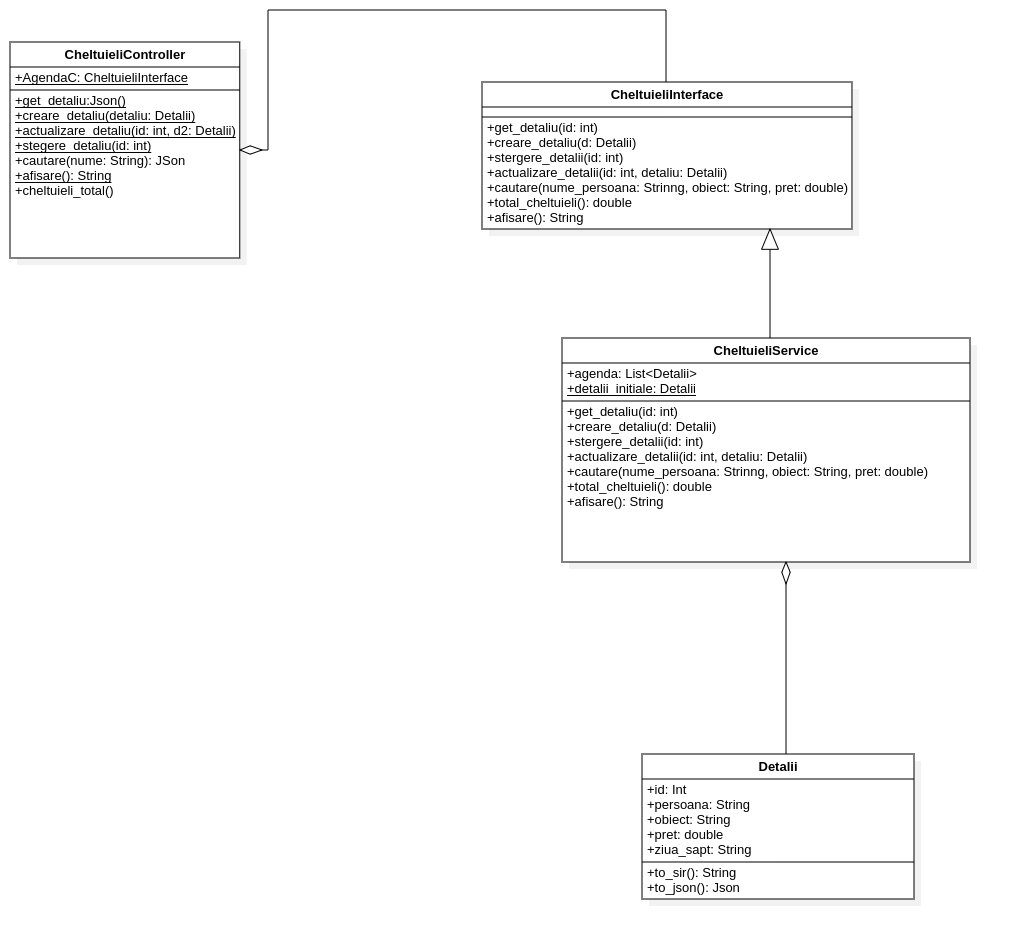 CheltuieliController
+AgendaC: CheltuieliInterface
+get_detaliu:Json()
+creare_detaliu(detaliu: Detalii)
+actualizare_detaliu(id: int, d2: Detalii)
+stegere_detaliu(id: int)
+cautare(nume: String): JSon
+afisare(): String
+cheltuieli_total()
CheltuieliInterface
+get_detaliu(id: int)
+creare_detaliu(d: Detalii)
+stergere_detalii(id: int)
+actualizare_detalii(id: int, detaliu: Detalii)
+cautare(nume_persoana: Strinng, obiect: String, pret: double)
+total_cheltuieli(): double
+afisare(): String
CheltuieliService
+agenda: List<Detalii>
+detalii_initiale: Detalii
+get_detaliu(id: int)
+creare_detaliu(d: Detalii)
+stergere_detalii(id: int)
+actualizare_detalii(id: int, detaliu: Detalii)
+cautare(nume_persoana: Strinng, obiect: String, pret: double)
+total_cheltuieli(): double
+afisare(): String
Detalii
+id: Int
+persoana: String
+obiect: String
+pret: double
+ziua_sapt: String
+to_sir(): String
+to_json(): Json